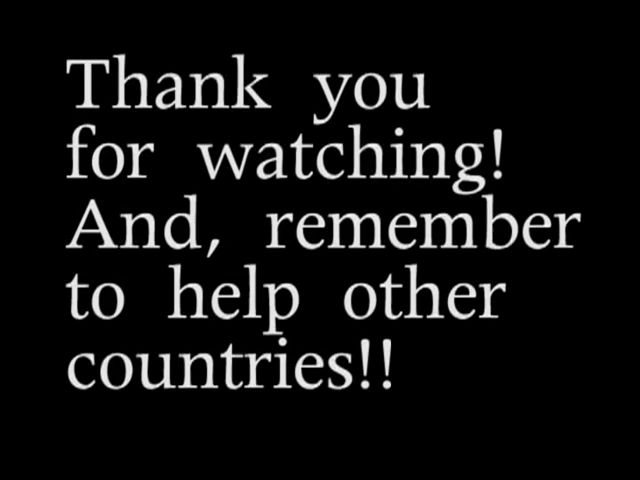 Thank you
for watching!
And, remember
to help other
countries!!